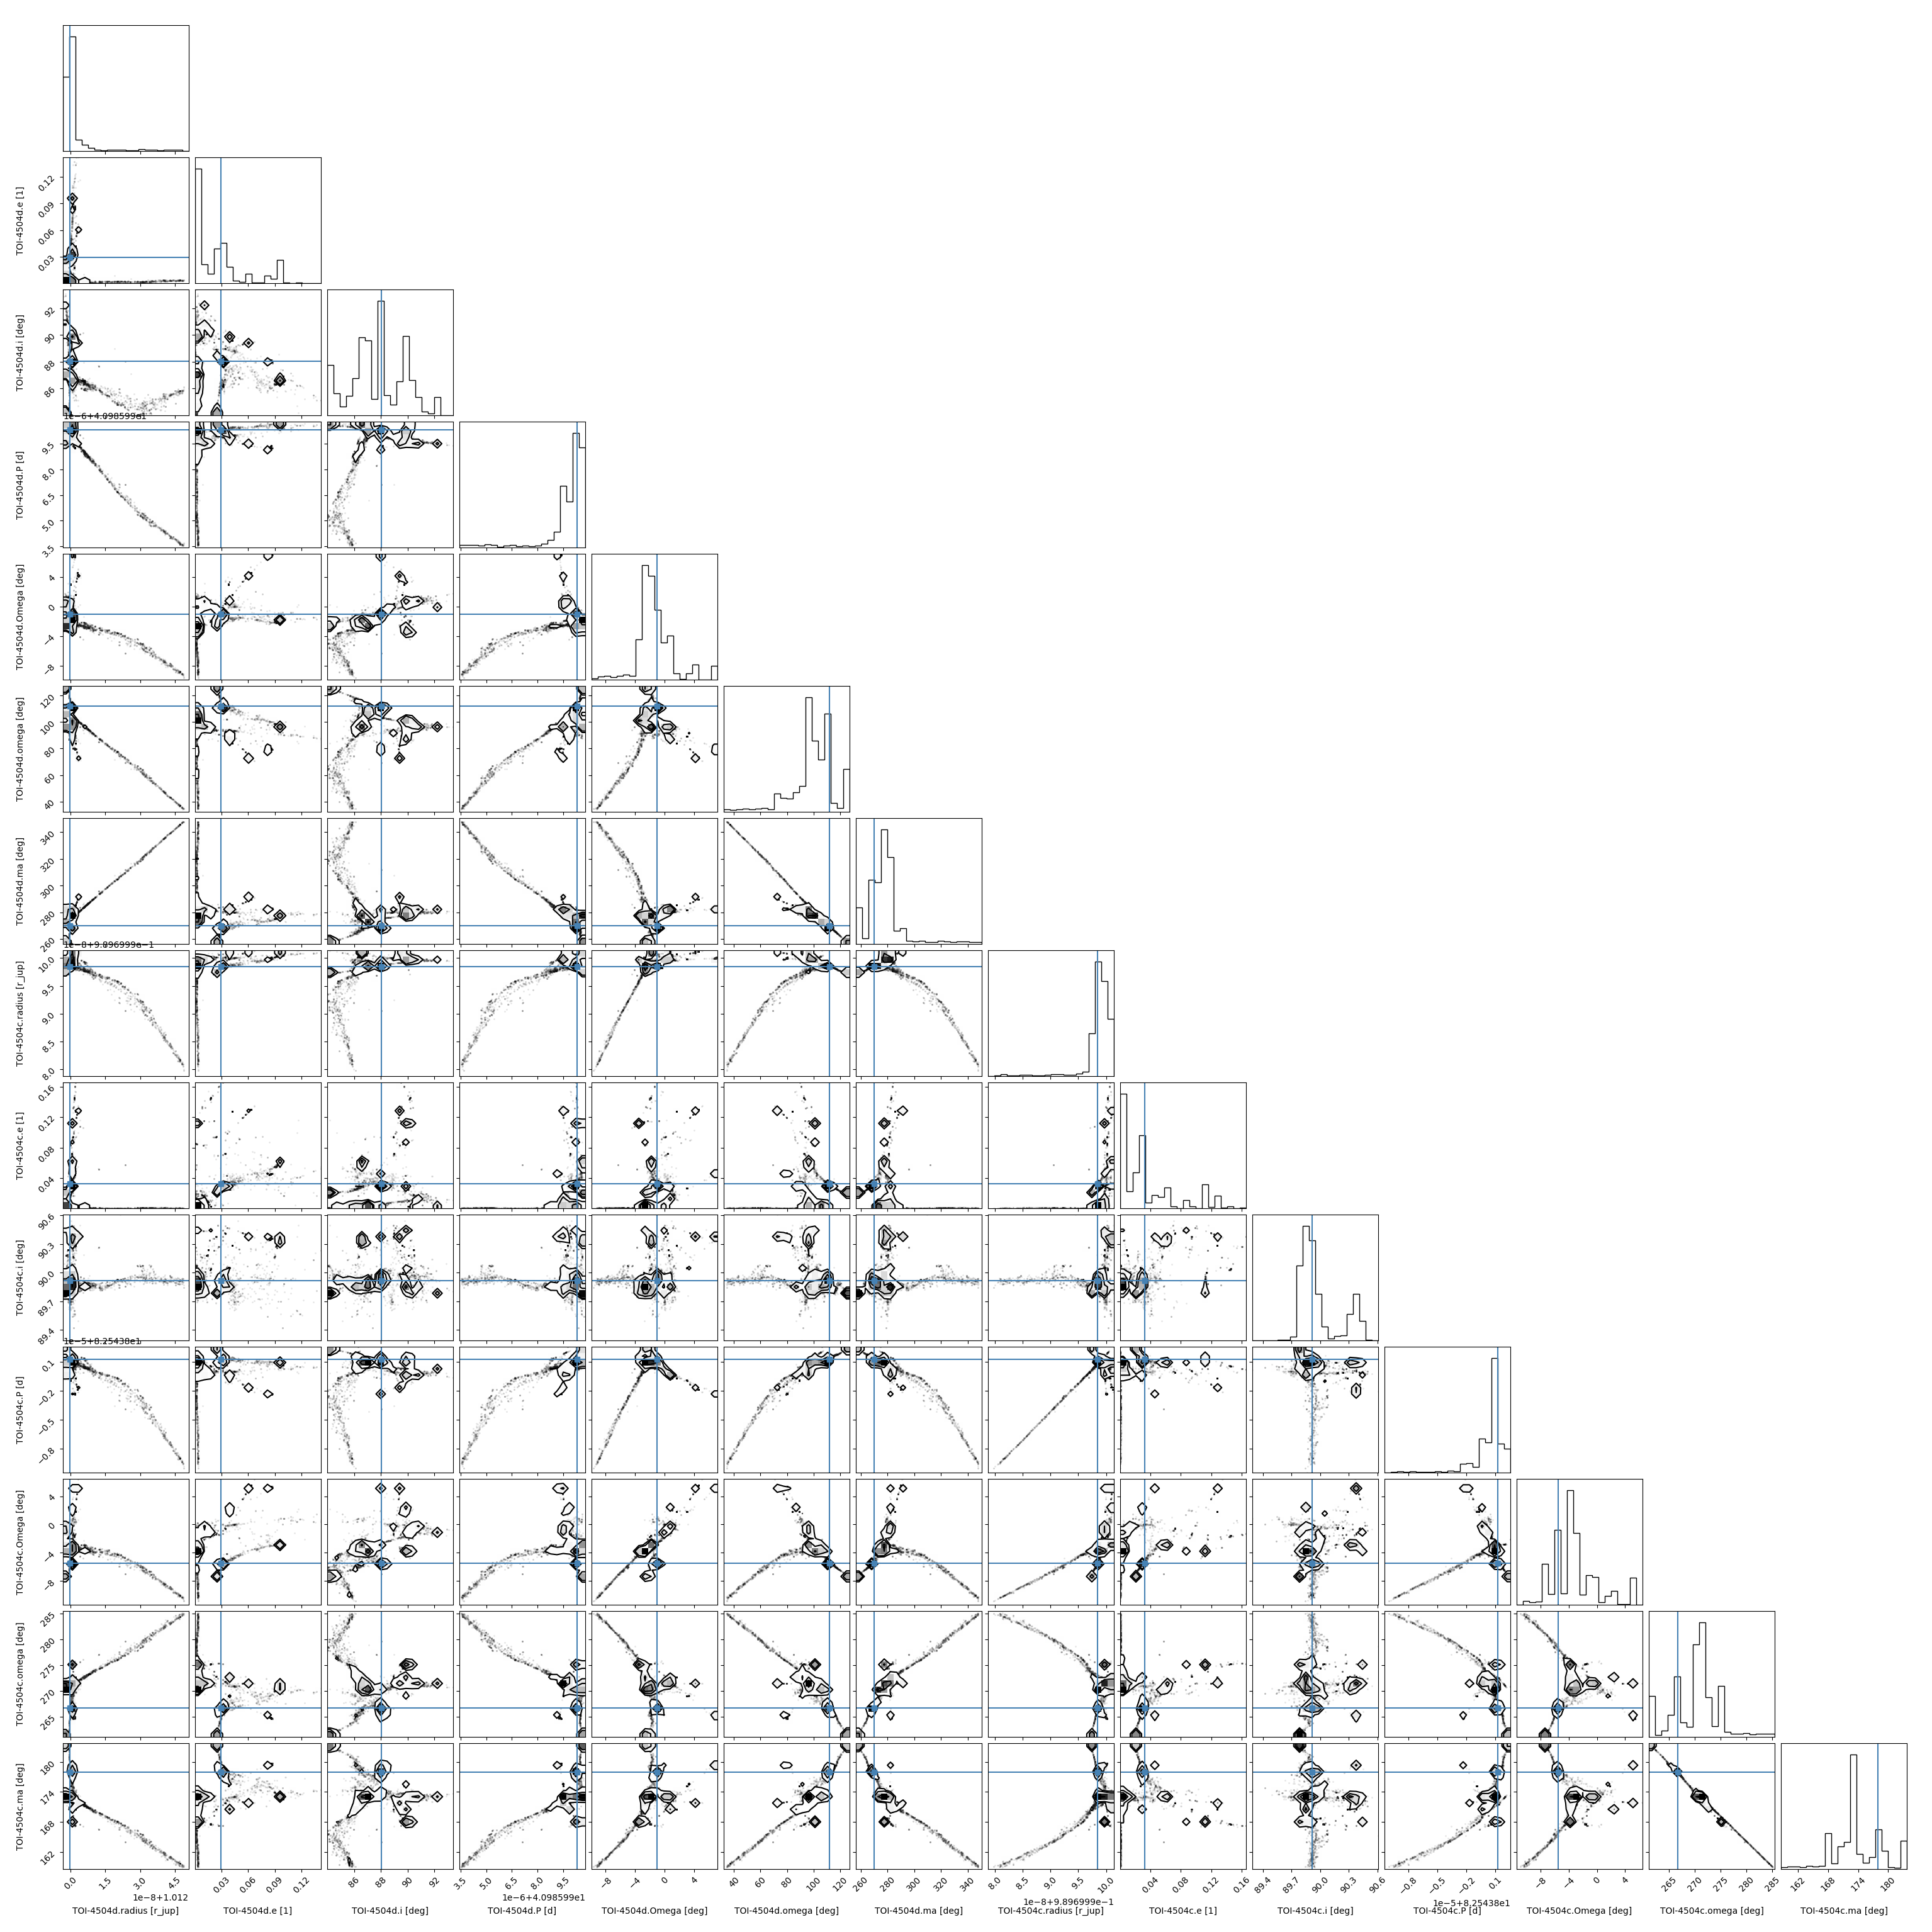 TOI-4504d.e [1]
0.03 0.06 0.09 0.12
TOI-4504d.i [deg]
86 88 90 92
1e−6+4.098599e1
TOI-4504d.P [d]
3.5 5.0 6.5 8.0 9.5
TOI-4504d.Omega [deg]
−8 −4 0 4
TOI-4504d.omega [deg]
40 60 80 100 120
TOI-4504d.ma [deg]
260 280 300 320 340
1e−8+9.896999e−1
TOI-4504c.radius [r_jup]
8.0 8.5 9.0 9.5 10.0
TOI-4504c.e [1]
0.04 0.08 0.12 0.16
TOI-4504c.i [deg]
89.4 89.7 90.0 90.3 90.6
1e−5+8.25438e1
TOI-4504c.P [d]
−0.8 −0.5 −0.2 0.1
TOI-4504c.Omega [deg]
−8 −4 0 4
TOI-4504c.omega [deg]
265 270 275 280 285
TOI-4504c.ma [deg]
162 168 174 180
0.0 1.5 3.0 4.5 0.03 0.06 0.09 0.12 86 88 90 92 3.5 5.0 6.5 8.0 9.5 −8 −4 0 4 40 60 80 100 120 260 280 300 320 340 8.0 8.5 9.0 9.5 10.0 0.04 0.08 0.12 0.16 89.4 89.7 90.0 90.3 90.6 −0.8 −0.5 −0.2 0.1 −8 −4 0 4 265 270 275 280 285 162 168 174 180
1e−8+1.012 1e−6+4.098599e1 1e−8+9.896999e−1 1e−5+8.25438e1
TOI-4504d.radius [r_jup] TOI-4504d.e [1] TOI-4504d.i [deg] TOI-4504d.P [d] TOI-4504d.Omega [deg] TOI-4504d.omega [deg] TOI-4504d.ma [deg] TOI-4504c.radius [r_jup] TOI-4504c.e [1] TOI-4504c.i [deg] TOI-4504c.P [d] TOI-4504c.Omega [deg] TOI-4504c.omega [deg] TOI-4504c.ma [deg]